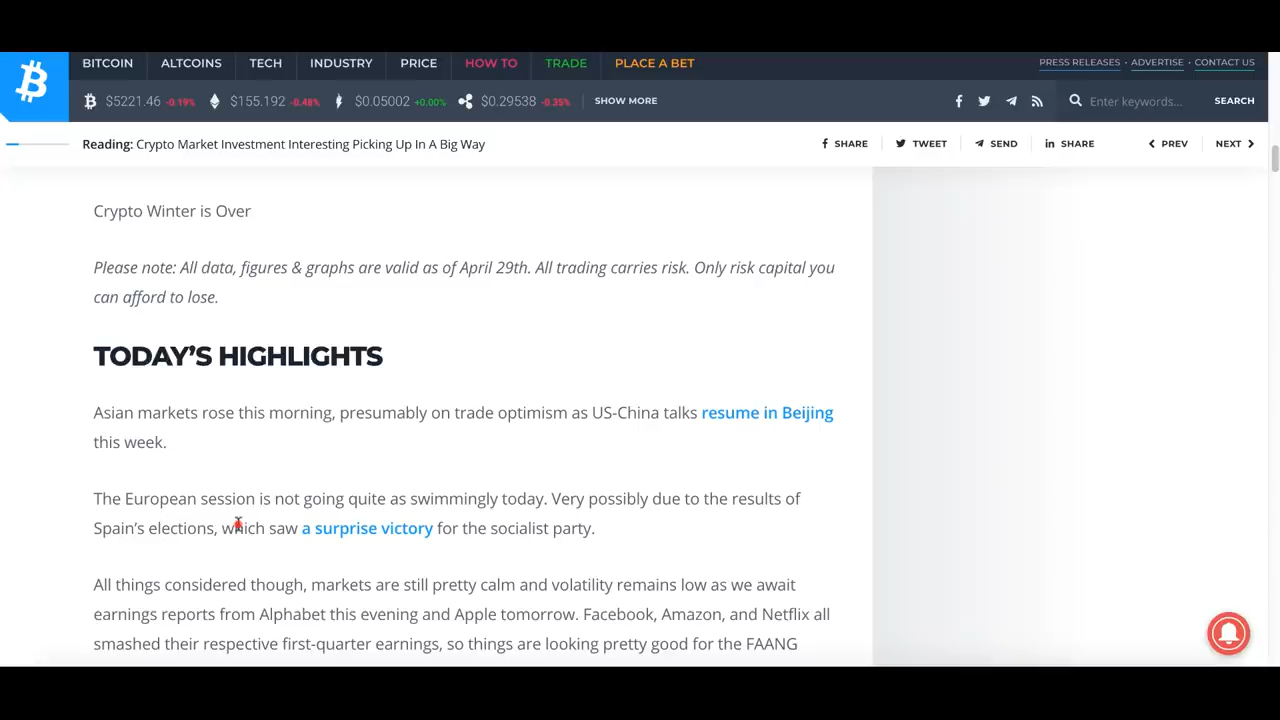 BITCOIN ALTCOINS TECH INDUSTRY PRICE HOW TO TRADE PLACE A BET PRESS RELEASES · ADVERTISE · CONTACT US
$5221.46 -0.19% $155.192 -0.48% $0.05002 +0.00% $0.29538 -0.35% SHOW MORE Enter keywords... SEARCH
Reading: Crypto Market Investment Interesting Picking Up In A Big Way SHARE TWEET SEND SHARE PREV NEXT
Crypto Winter is Over
Please note: All data, figures & graphs are valid as of April 29th. All trading carries risk. Only risk capital you
can afford to lose.
TODAY’S HIGHLIGHTS
Asian markets rose this morning, presumably on trade optimism as US-China talks resume in Beijing
this week.
The European session is not going quite as swimmingly today. Very possibly due to the results of
Spain’s elections, which saw a surprise victory for the socialist party.
All things considered though, markets are still pretty calm and volatility remains low as we await
earnings reports from Alphabet this evening and Apple tomorrow. Facebook, Amazon, and Netflix all
smashed their respective first-quarter earnings, so things are looking pretty good for the FAANG